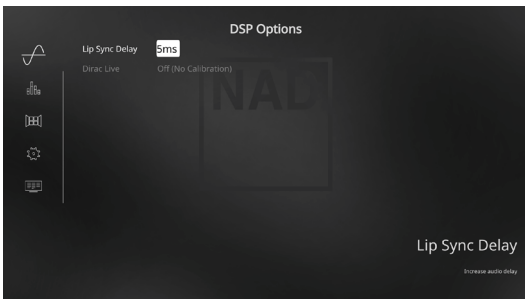 DSP Options
Lip Sync Delay 5ms
Dirac Live Off (No Calibration)
NAD
Lip Sync Delay
Increase audio delay